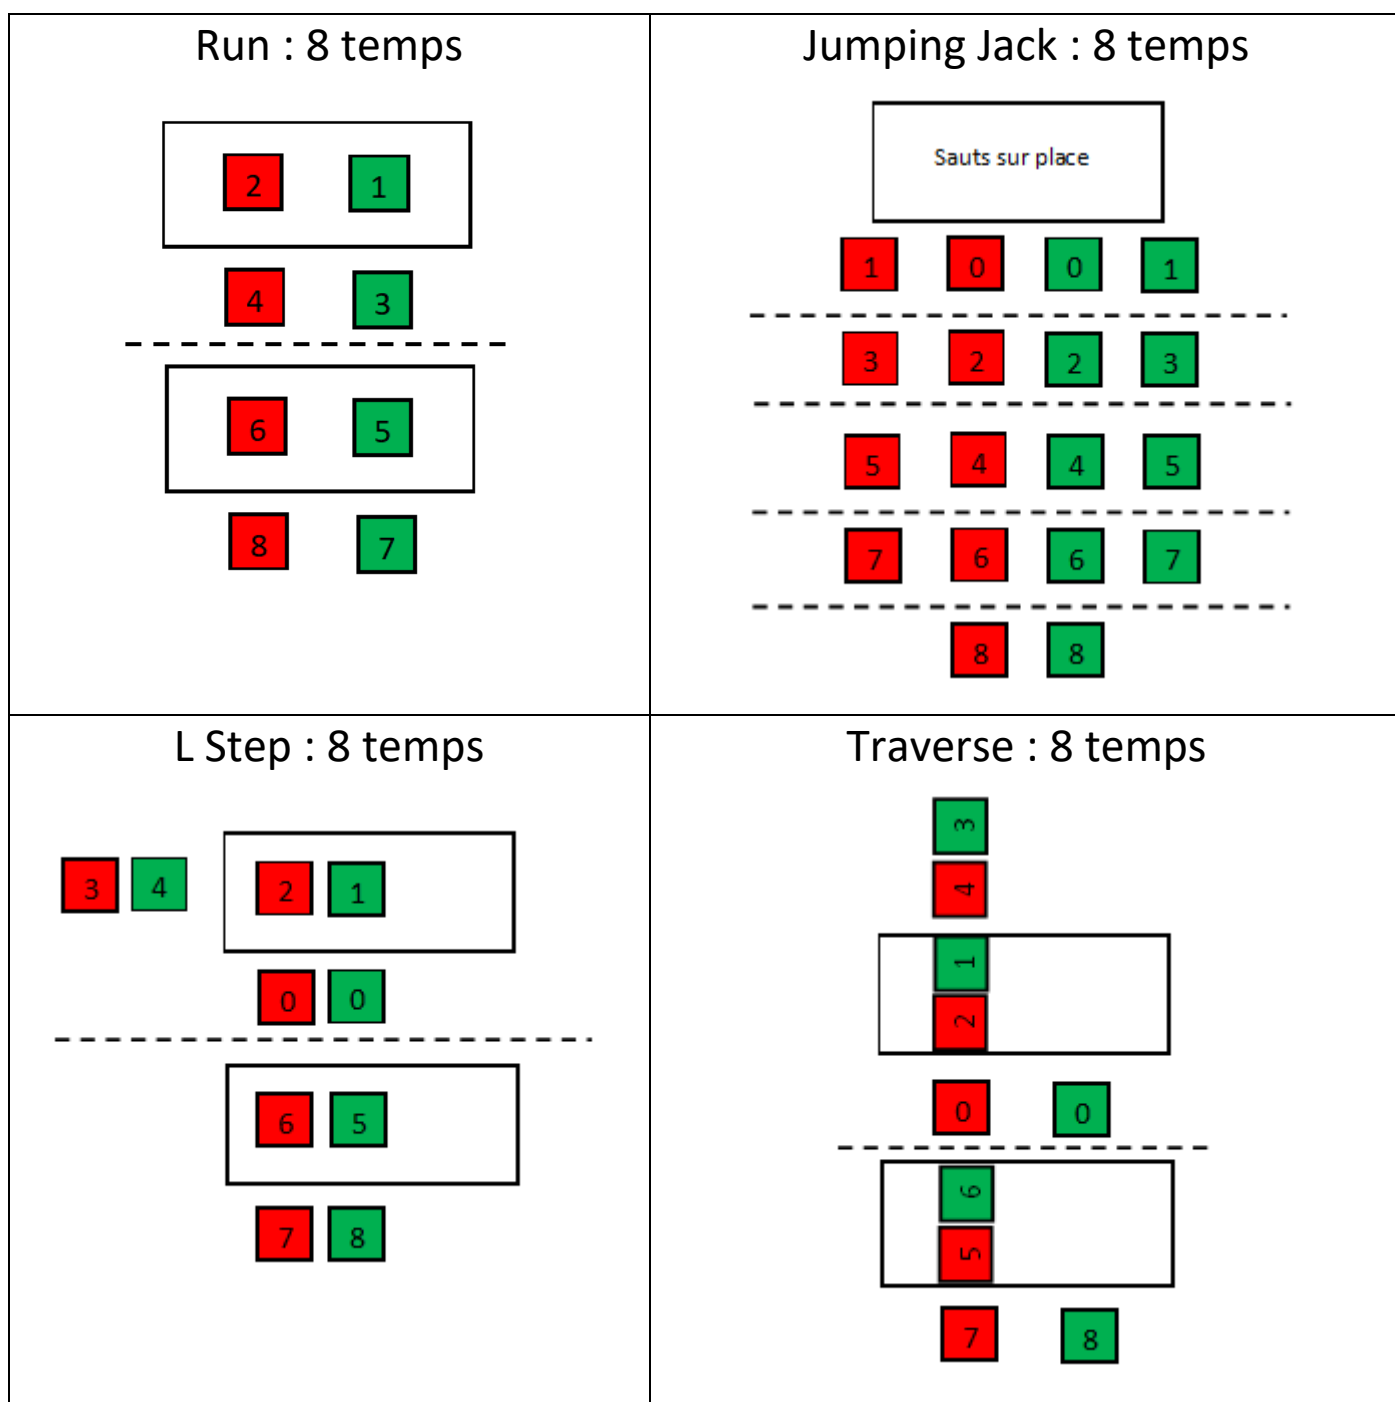 Run : 8 temps
2 1
4 3
6 5
8 7
Jumping Jack : 8 temps
Sauts sur place
1 0 0 1
3 2 2 3
5 4 4 5
7 6 6 7
8 8
L Step : 8 temps
3 4 2 1
0 0
6 5
7 8
Traverse : 8 temps
3
4
1
2
0 0
6
5
7 8